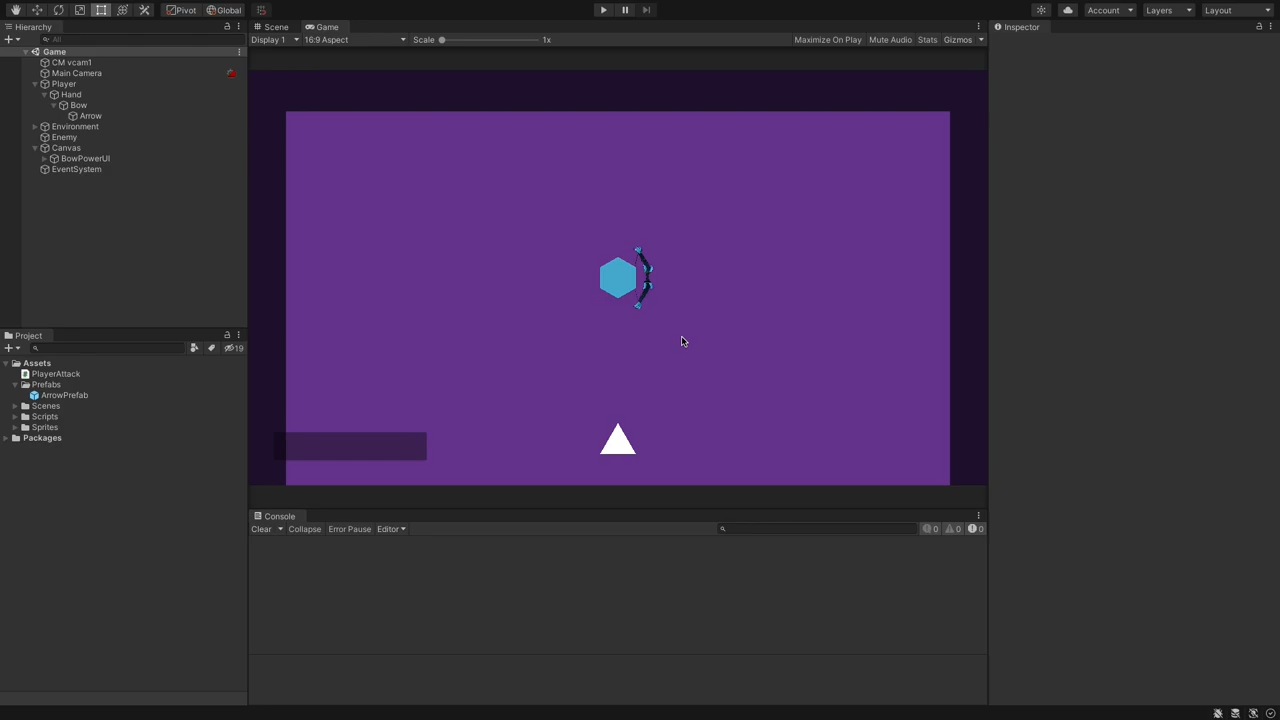 Pivot Global Account Layers Layout
Hierarchy Scene Game Inspector
All Display 1 16:9 Aspect Scale 1x Maximize On Play Mute Audio Stats Gizmos
Game
CM vcam1
Main Camera
Player
Hand
Bow
Arrow
Environment
Enemy
Canvas
BowPowerUI
EventSystem
Project
19
Assets
PlayerAttack
Prefabs
ArrowPrefab
Scenes
Scripts
Sprites
Packages
Console
Clear Collapse Error Pause Editor 0 0 0